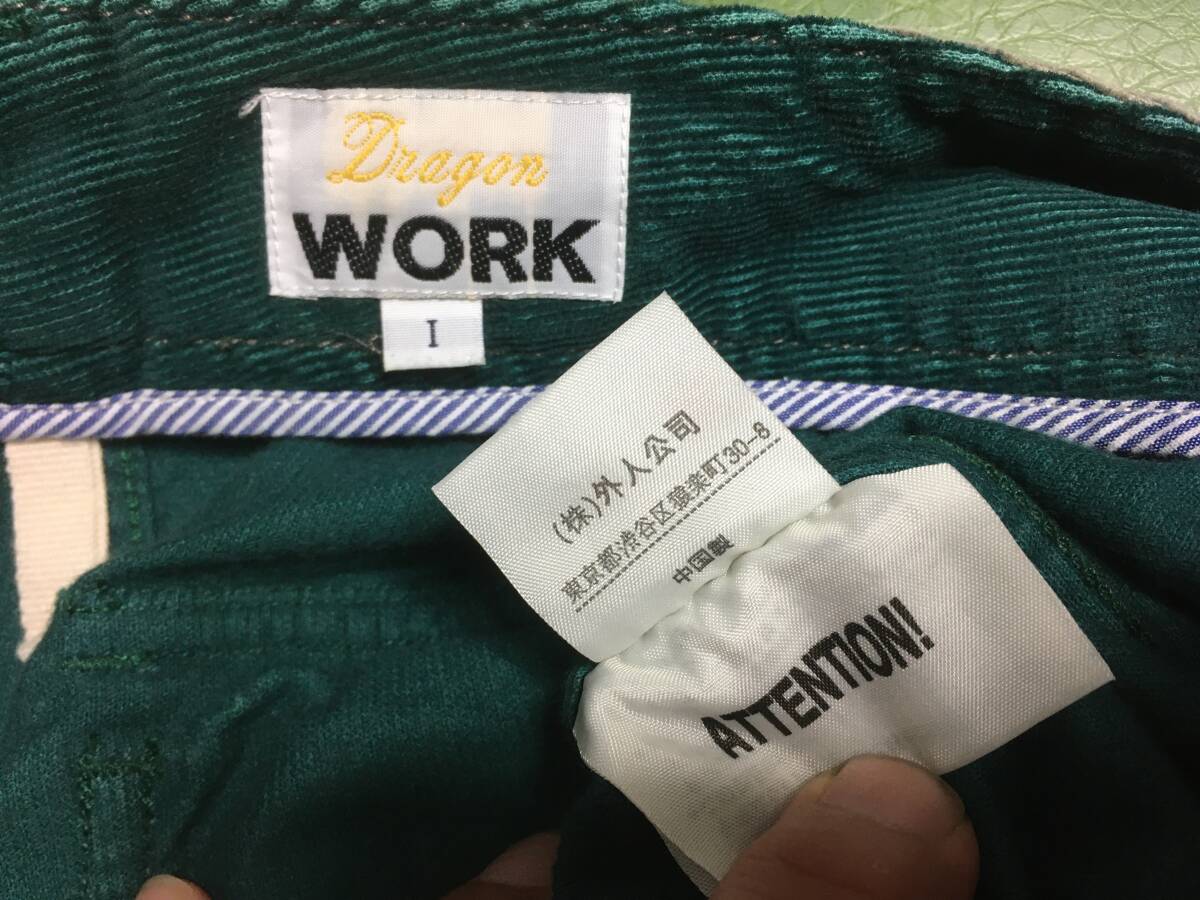 Dragon
WORK
I
(株)外人公司
東京都渋谷区猿楽町30-8
中国製
ATTENTION!